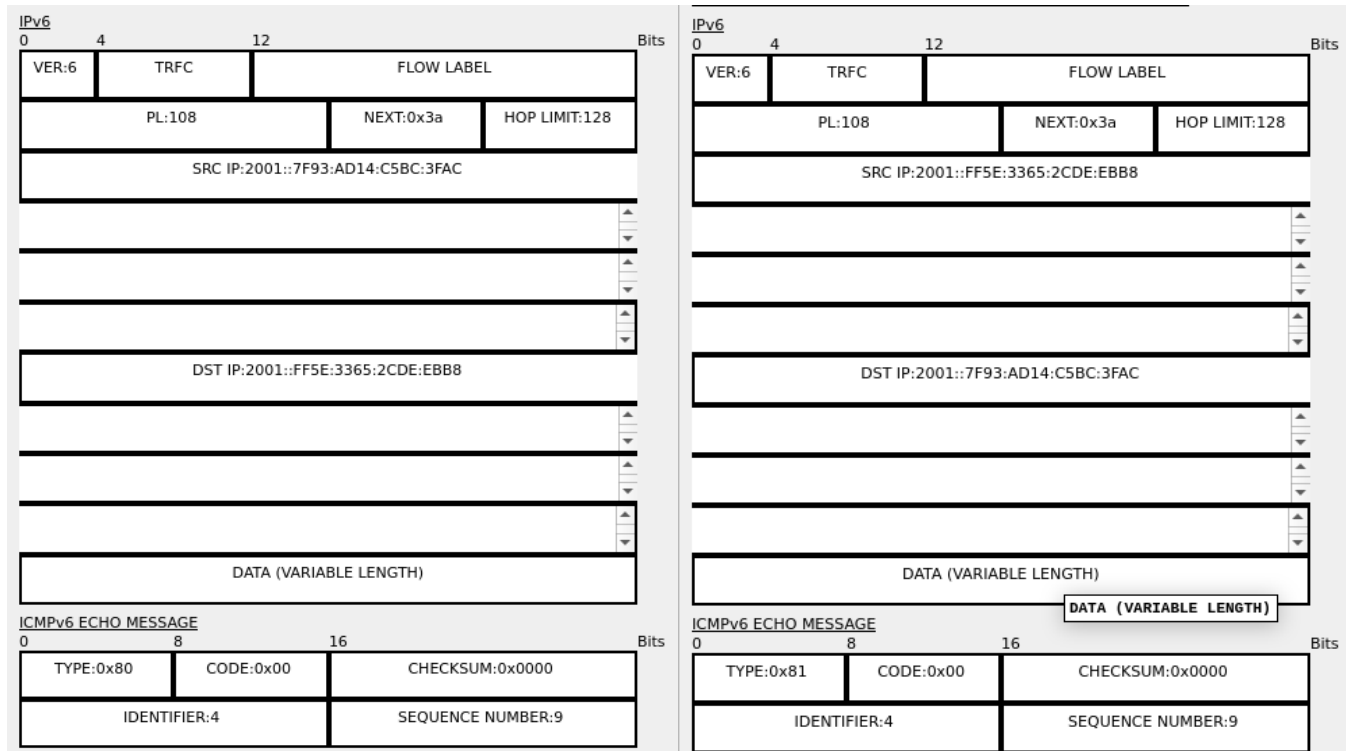 IPv6
0 4 12 Bits
VER:6 TRFC FLOW LABEL
PL:108 NEXT:0x3a HOP LIMIT:128
SRC IP:2001::7F93:AD14:C5BC:3FAC
DST IP:2001::FF5E:3365:2CDE:EBB8
DATA (VARIABLE LENGTH)
ICMPv6 ECHO MESSAGE
0 8 16 Bits
TYPE:0x80 CODE:0x00 CHECKSUM:0x0000
IDENTIFIER:4 SEQUENCE NUMBER:9
IPv6
0 4 12 Bits
VER:6 TRFC FLOW LABEL
PL:108 NEXT:0x3a HOP LIMIT:128
SRC IP:2001::FF5E:3365:2CDE:EBB8
DST IP:2001::7F93:AD14:C5BC:3FAC
DATA (VARIABLE LENGTH)
DATA (VARIABLE LENGTH)
ICMPv6 ECHO MESSAGE
0 8 16 Bits
TYPE:0x81 CODE:0x00 CHECKSUM:0x0000
IDENTIFIER:4 SEQUENCE NUMBER:9